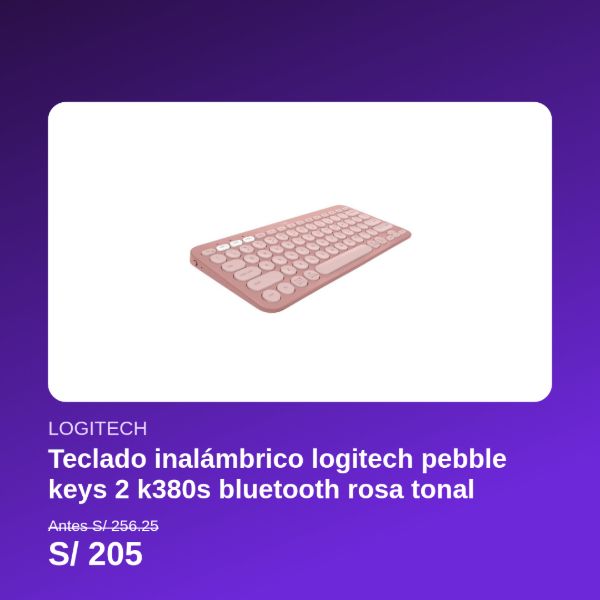 LOGITECH
Teclado inalámbrico logitech pebble
keys 2 k380s bluetooth rosa tonal
Antes S/ 256.25
S/ 205